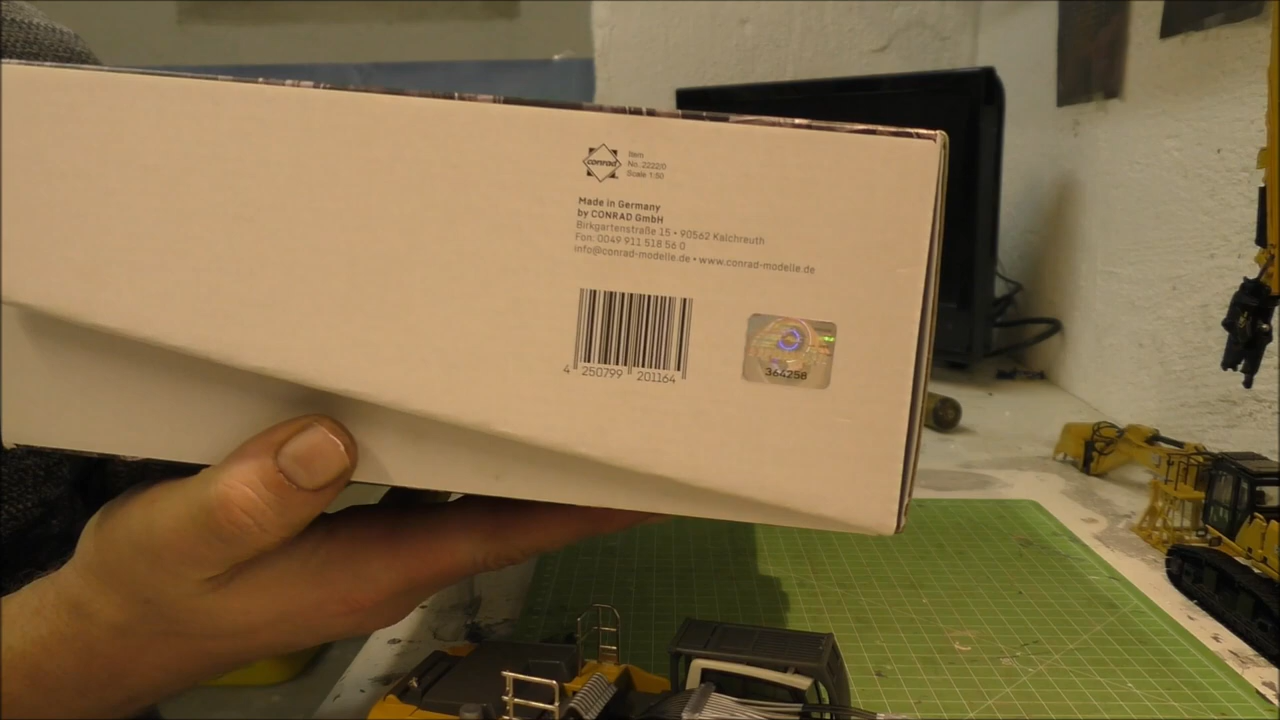 conrad
Item
No. 2222/0
Scale 1:50
Made in Germany
by CONRAD GmbH
Birkgartenstraße 15 • 90562 Kalchreuth
Fon: 0049 911 518 56 0
info@conrad-modelle.de • www.conrad-modelle.de
4 250799 201164
364258